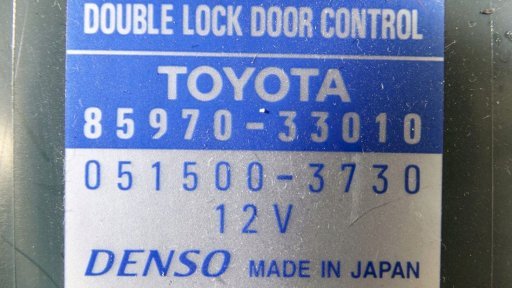 DOUBLE LOCK DOOR CONTROL
TOYOTA
85970-33010
051500-3730
12V
DENSO MADE IN JAPAN